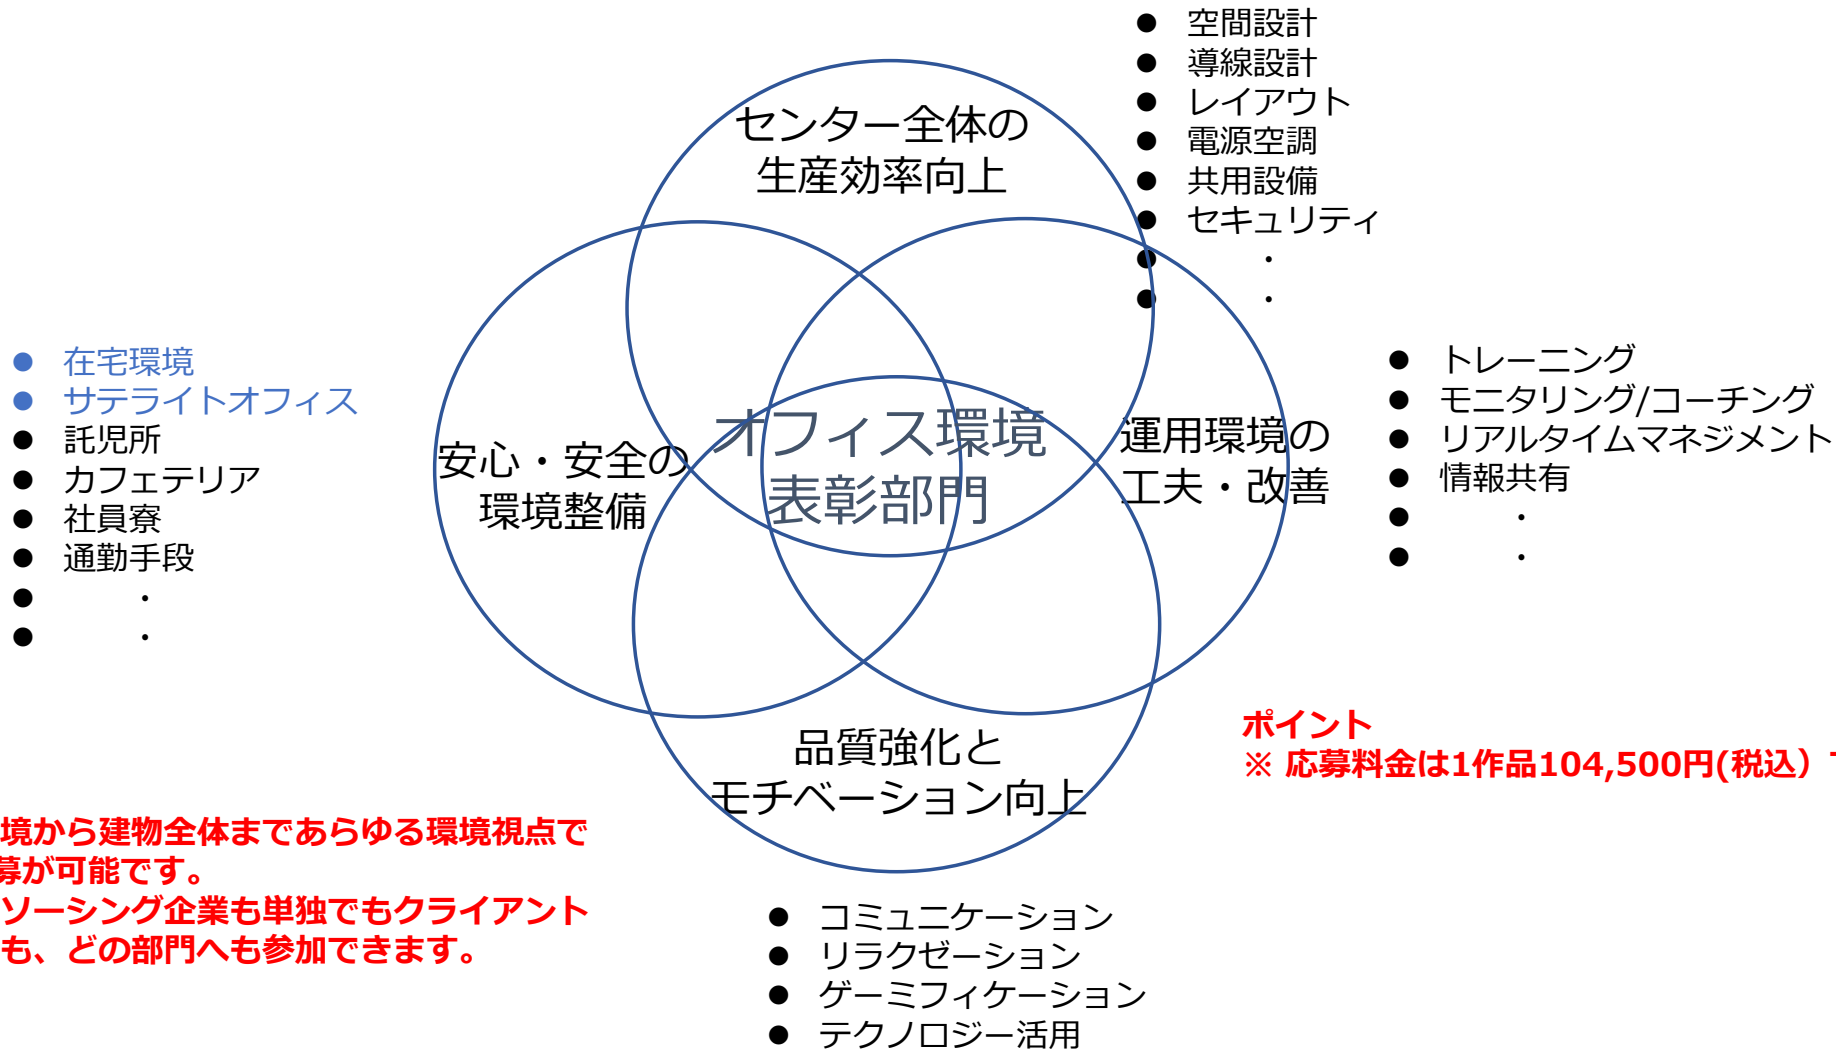 ● 空間設計
● 導線設計
● レイアウト
● 電源空調
● 共用設備
● セキュリティ
● ・
● ・
センター全体の
生産効率向上
● 在宅環境
● サテライトオフィス
● 託児所
● カフェテリア
● 社員寮
● 通勤手段
● ・
● ・
安心・安全の
環境整備
オフィス環境
表彰部門
運用環境の
工夫・改善
● トレーニング
● モニタリング/コーチング
● リアルタイムマネジメント
● 情報共有
● ・
● ・
品質強化と
モチベーション向上
ポイント
※ 応募料金は1作品104,500円(税込）
境から建物全体まであらゆる環境視点で
募が可能です。
ソーシング企業も単独でもクライアント
も、どの部門へも参加できます。
● コミュニケーション
● リラクゼーション
● ゲーミフィケーション
● テクノロジー活用